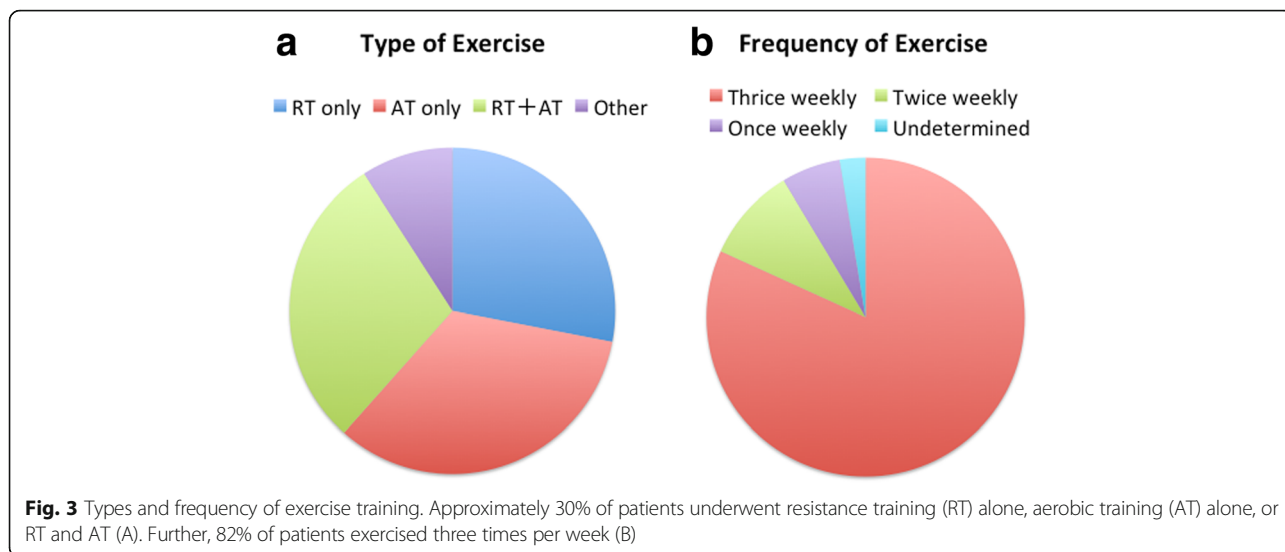 a Type of Exercise
RT only AT only RT+AT Other
b Frequency of Exercise
Thrice weekly Twice weekly
Once weekly Undetermined
Fig. 3 Types and frequency of exercise training. Approximately 30% of patients underwent resistance training (RT) alone, aerobic training (AT) alone, or
RT and AT (A). Further, 82% of patients exercised three times per week (B)